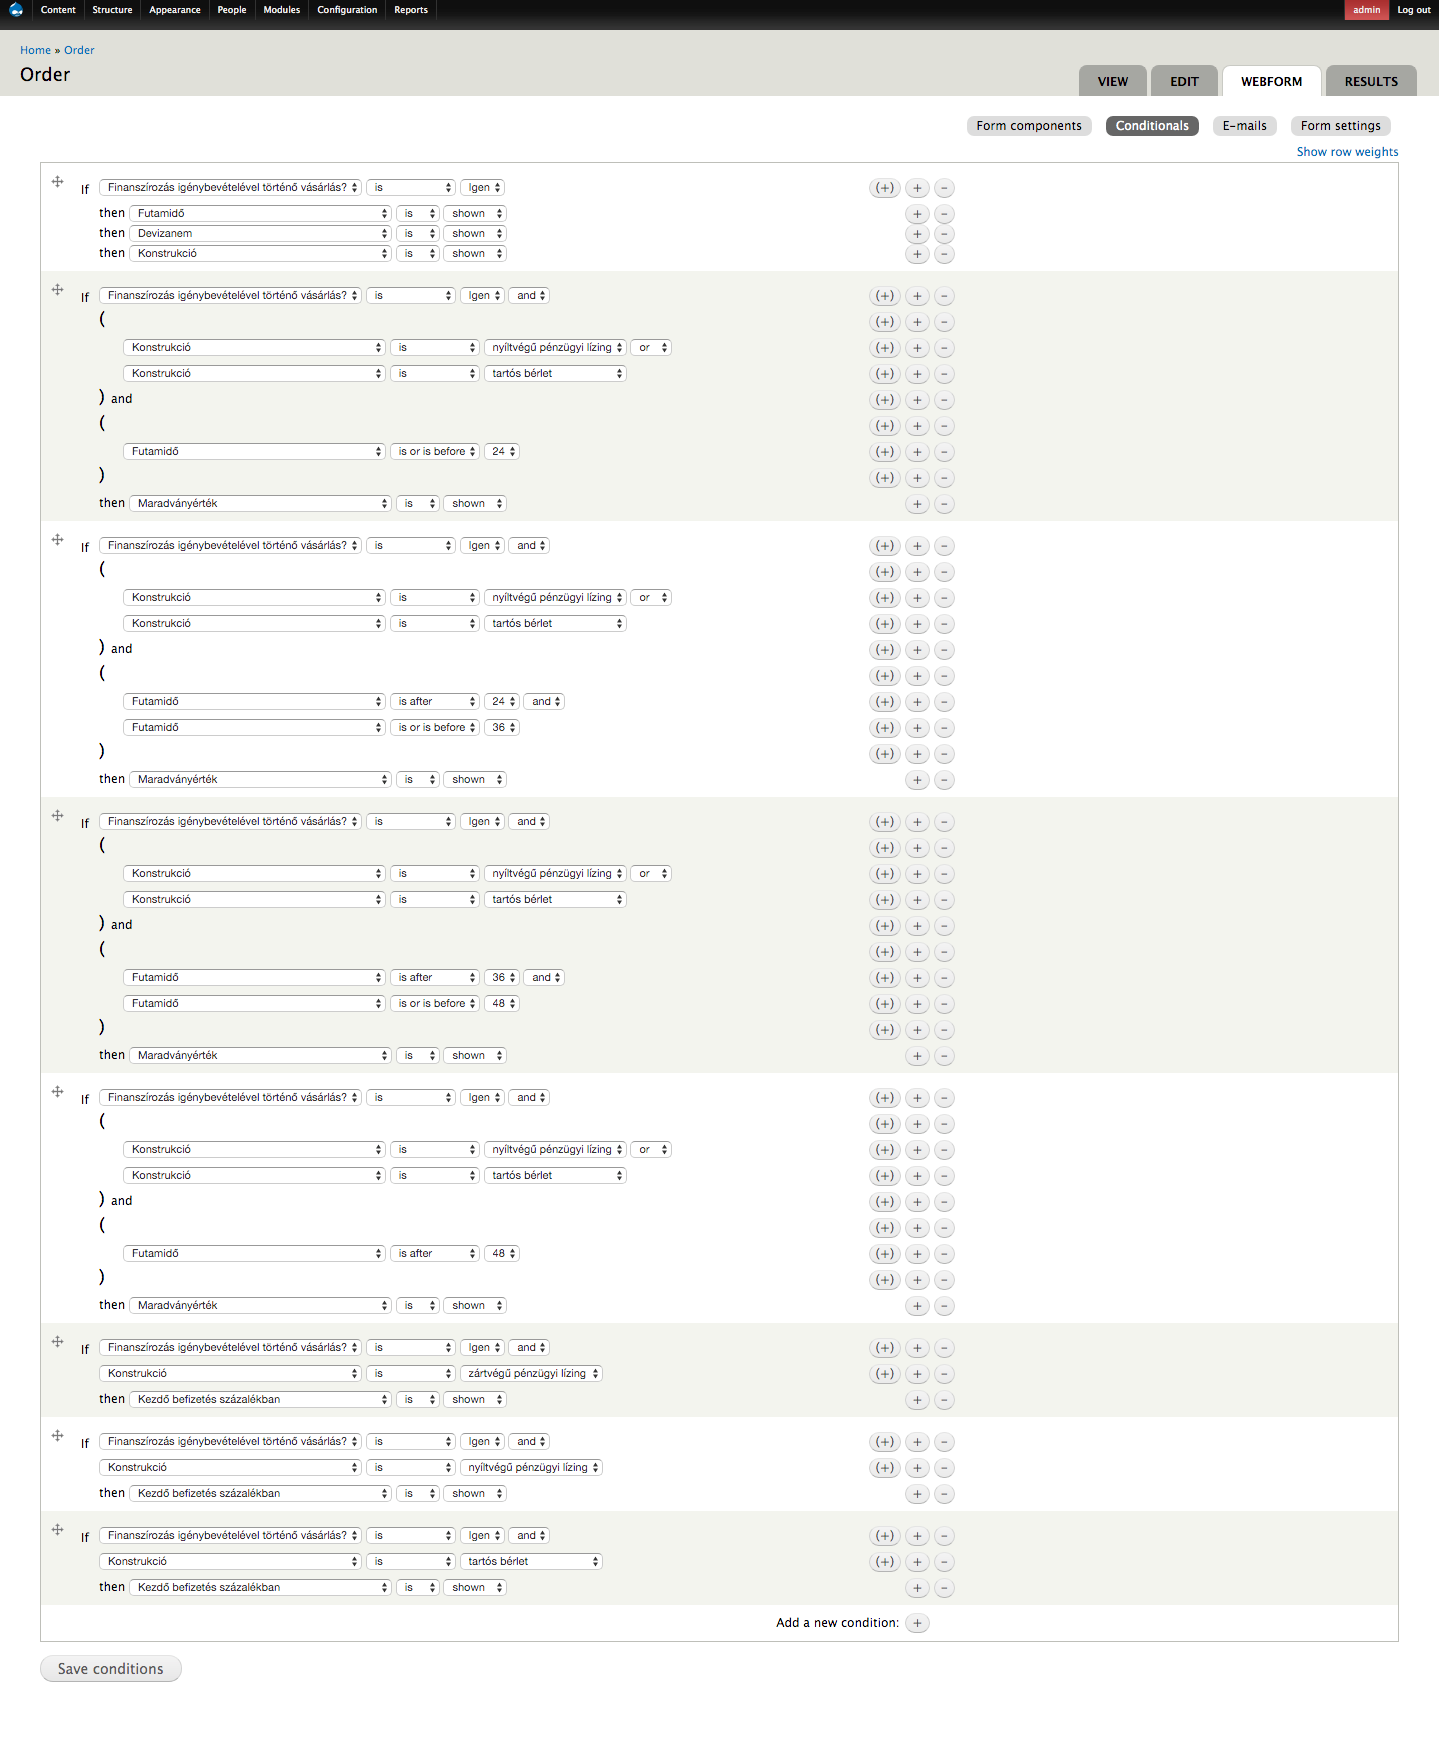 Content Structure Appearance People Modules Configuration Reports admin Log out
Home » Order
Order
VIEW EDIT WEBFORM RESULTS
Form components Conditionals E-mails Form settings
Show row weights
If Finanszírozás igénybevételével történő vásárlás? is Igen (+) + -
then Futamidő is shown + -
then Devizanem is shown + -
then Konstrukció is shown + -
If Finanszírozás igénybevételével történő vásárlás? is Igen and (+) + -
( (+) + -
Konstrukció is nyíltvégű pénzügyi lízing or (+) + -
Konstrukció is tartós bérlet (+) + -
) and (+) + -
( (+) + -
Futamidő is or is before 24 (+) + -
) (+) + -
then Maradványérték is shown + -
If Finanszírozás igénybevételével történő vásárlás? is Igen and (+) + -
( (+) + -
Konstrukció is nyíltvégű pénzügyi lízing or (+) + -
Konstrukció is tartós bérlet (+) + -
) and (+) + -
( (+) + -
Futamidő is after 24 and (+) + -
Futamidő is or is before 36 (+) + -
) (+) + -
then Maradványérték is shown + -
If Finanszírozás igénybevételével történő vásárlás? is Igen and (+) + -
( (+) + -
Konstrukció is nyíltvégű pénzügyi lízing or (+) + -
Konstrukció is tartós bérlet (+) + -
) and (+) + -
( (+) + -
Futamidő is after 36 and (+) + -
Futamidő is or is before 48 (+) + -
) (+) + -
then Maradványérték is shown + -
If Finanszírozás igénybevételével történő vásárlás? is Igen and (+) + -
( (+) + -
Konstrukció is nyíltvégű pénzügyi lízing or (+) + -
Konstrukció is tartós bérlet (+) + -
) and (+) + -
( (+) + -
Futamidő is after 48 (+) + -
) (+) + -
then Maradványérték is shown + -
If Finanszírozás igénybevételével történő vásárlás? is Igen and (+) + -
Konstrukció is zártvégű pénzügyi lízing (+) + -
then Kezdő befizetés százalékban is shown + -
If Finanszírozás igénybevételével történő vásárlás? is Igen and (+) + -
Konstrukció is nyíltvégű pénzügyi lízing (+) + -
then Kezdő befizetés százalékban is shown + -
If Finanszírozás igénybevételével történő vásárlás? is Igen and (+) + -
Konstrukció is tartós bérlet (+) + -
then Kezdő befizetés százalékban is shown + -
Add a new condition: +
Save conditions